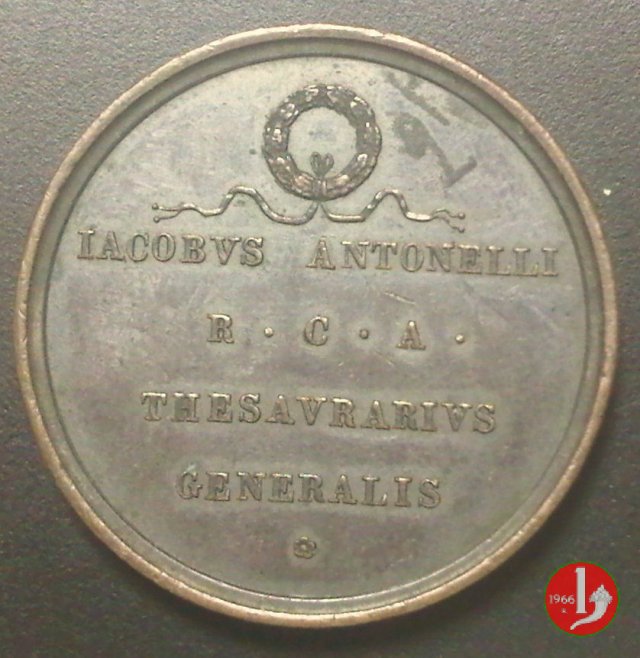 IACOBVS ANTONELLI
R · C · A ·
THESAVRARIVS
GENERALIS
1966